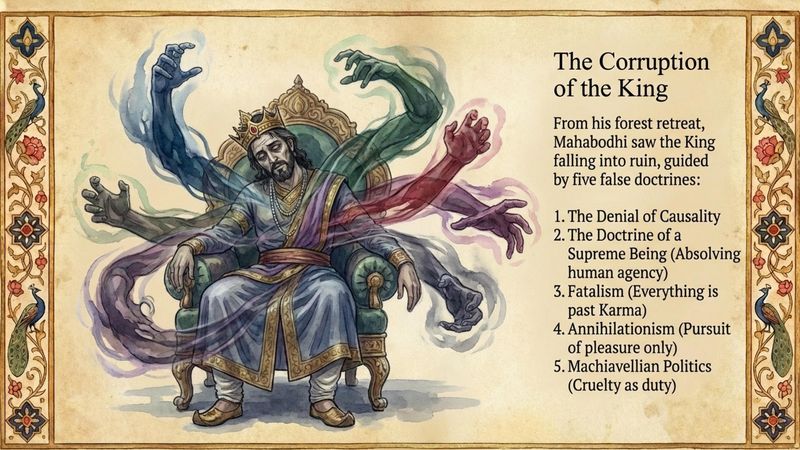 The Corruption
of the King
From his forest retreat,
Mahabodhi saw the King
falling into ruin, guided
by five false doctrines:
1. The Denial of Causality
2. The Doctrine of a
Supreme Being (Absolving
human agency)
3. Fatalism (Everything is
past Karma)
4. Annihilationism (Pursuit
of pleasure only)
5. Machiavellian Politics
(Cruelty as duty)